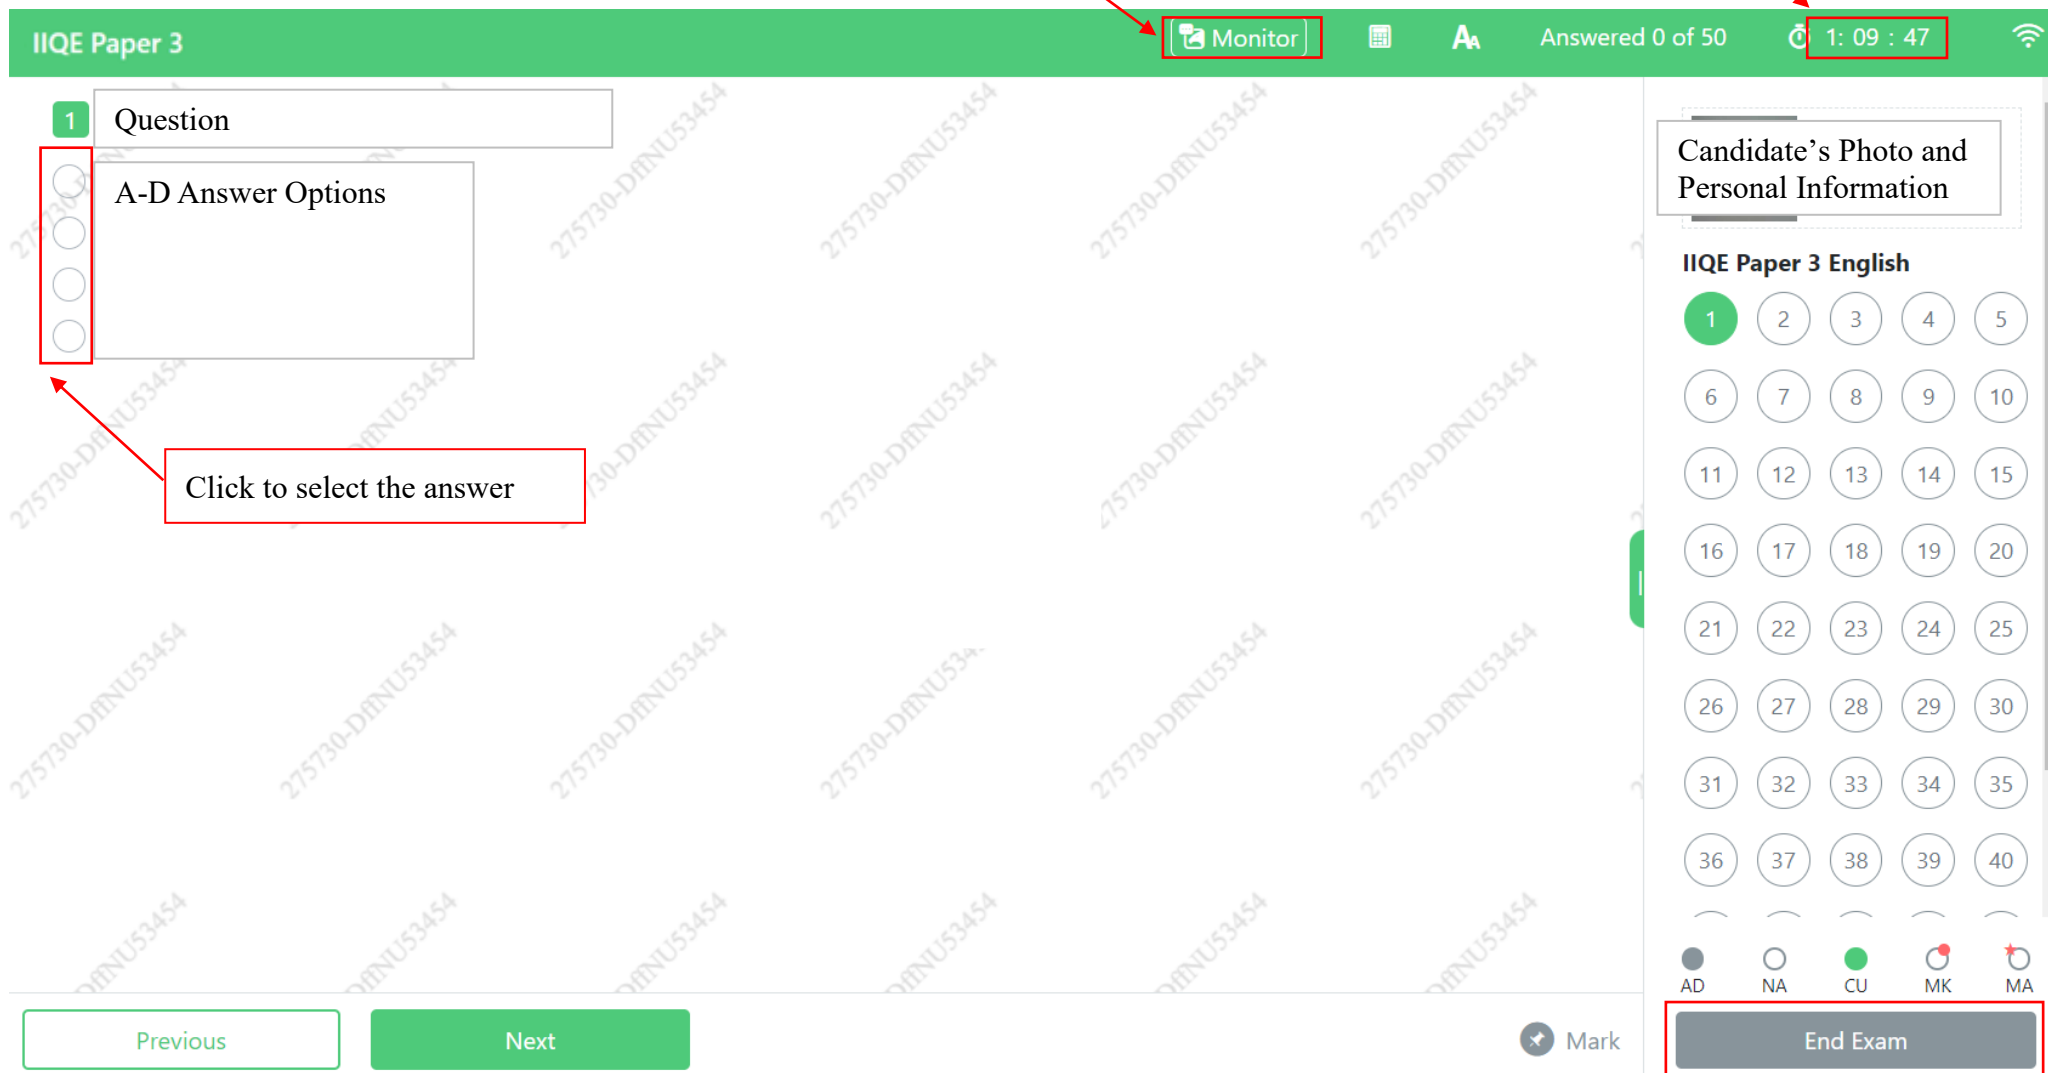 IIQE Paper 3
Monitor
AA
Answered 0 of 50
1: 09 : 47
1
Question
A-D Answer Options
Click to select the answer
Candidate’s Photo and
Personal Information
IIQE Paper 3 English
1 2 3 4 5
6 7 8 9 10
11 12 13 14 15
16 17 18 19 20
21 22 23 24 25
26 27 28 29 30
31 32 33 34 35
36 37 38 39 40
AD NA CU MK MA
Previous
Next
Mark
End Exam
275730-DffNU53454